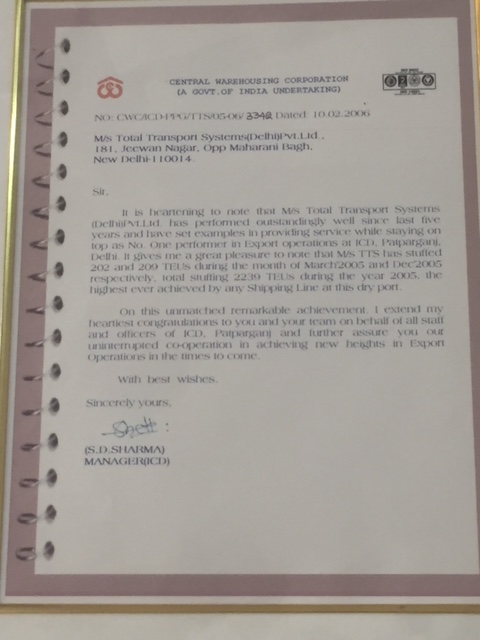 CENTRAL WAREHOUSING CORPORATION
(A GOVT.OF INDIA UNDERTAKING)
NO: CWC/ICD-PPG/TTS/05-06/3342 Dated: 10.02.2006
M/s Total Transport Systems(Delhi)Pvt.Ltd.,
181, Jeewan Nagar, Opp Maharani Bagh,
New Delhi-110014.
Sir,
It is heartening to note that M/s Total Transport Systems
(Delhi)Pvt.Ltd. has performed outstandingly well since last five
years and have set examples in providing service while staying on
top as No. One performer in Export operations at ICD, Patparganj,
Delhi. It gives me a great pleasure to note that M/s TTS has stuffed
202 and 209 TEUs during the month of March'2005 and Dec'2005
respectively, total stuffing 2239 TEUs during the year 2005, the
highest ever achieved by any Shipping Line at this dry port.
On this unmatched remarkable achievement, I extend my
heartiest congratulations to you and your team on behalf of all staff
and officers of ICD, Patparganj and further assure you our
uninterrupted co-operation in achieving new heights in Export
Operations in the times to come.
With best wishes.
Sincerely yours,
(S.D.SHARMA)
MANAGER(ICD)